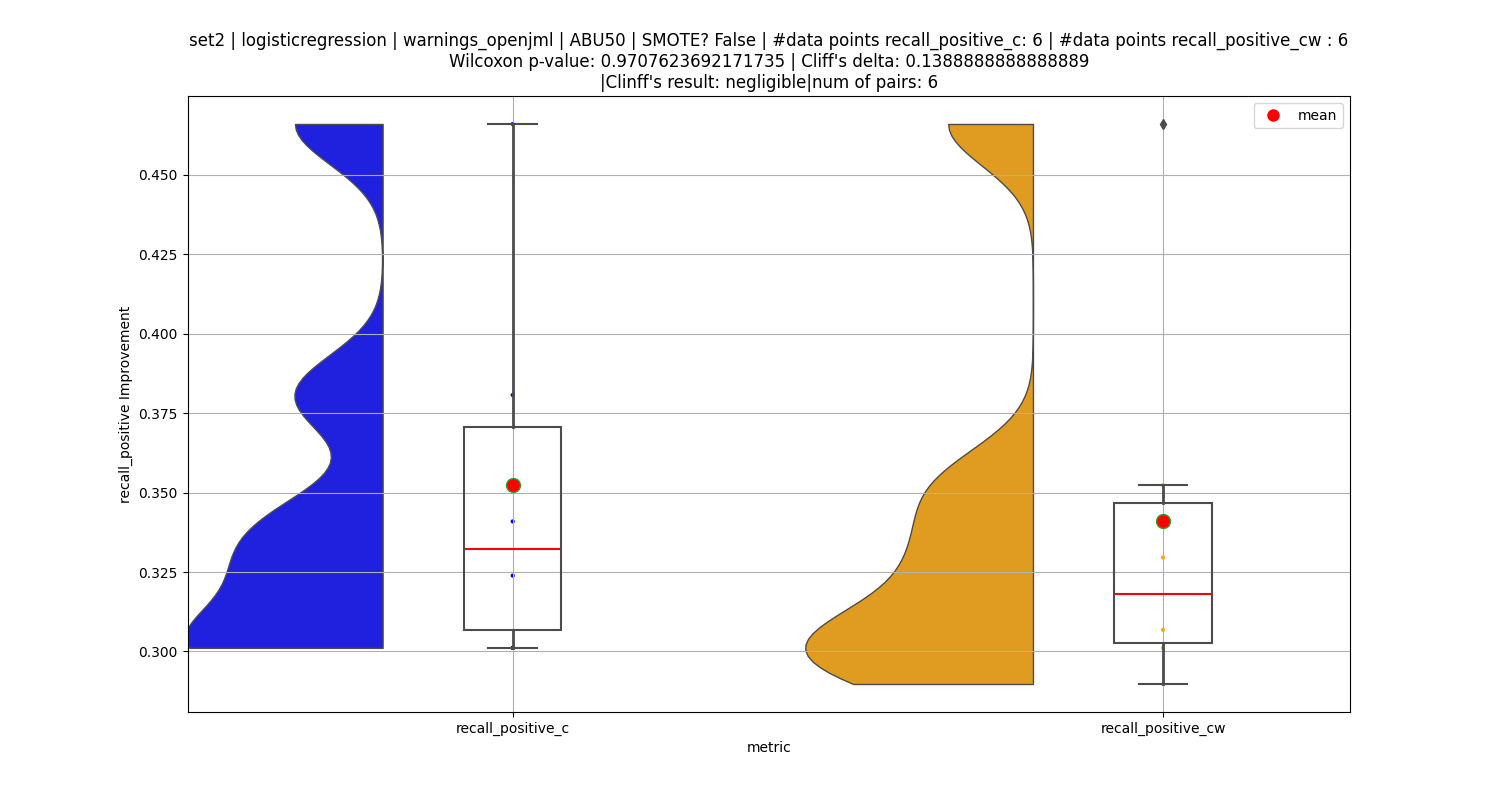 set2 | logisticregression | warnings_openjml | ABU50 | SMOTE? False | #data points recall_positive_c: 6 | #data points recall_positive_cw : 6
Wilcoxon p-value: 0.9707623692171735 | Cliff's delta: 0.1388888888888889
|Clinff's result: negligible|num of pairs: 6
mean
0.450
0.425
0.400
0.375
0.350
0.325
0.300
recall_positive Improvement
recall_positive_c
recall_positive_cw
metric